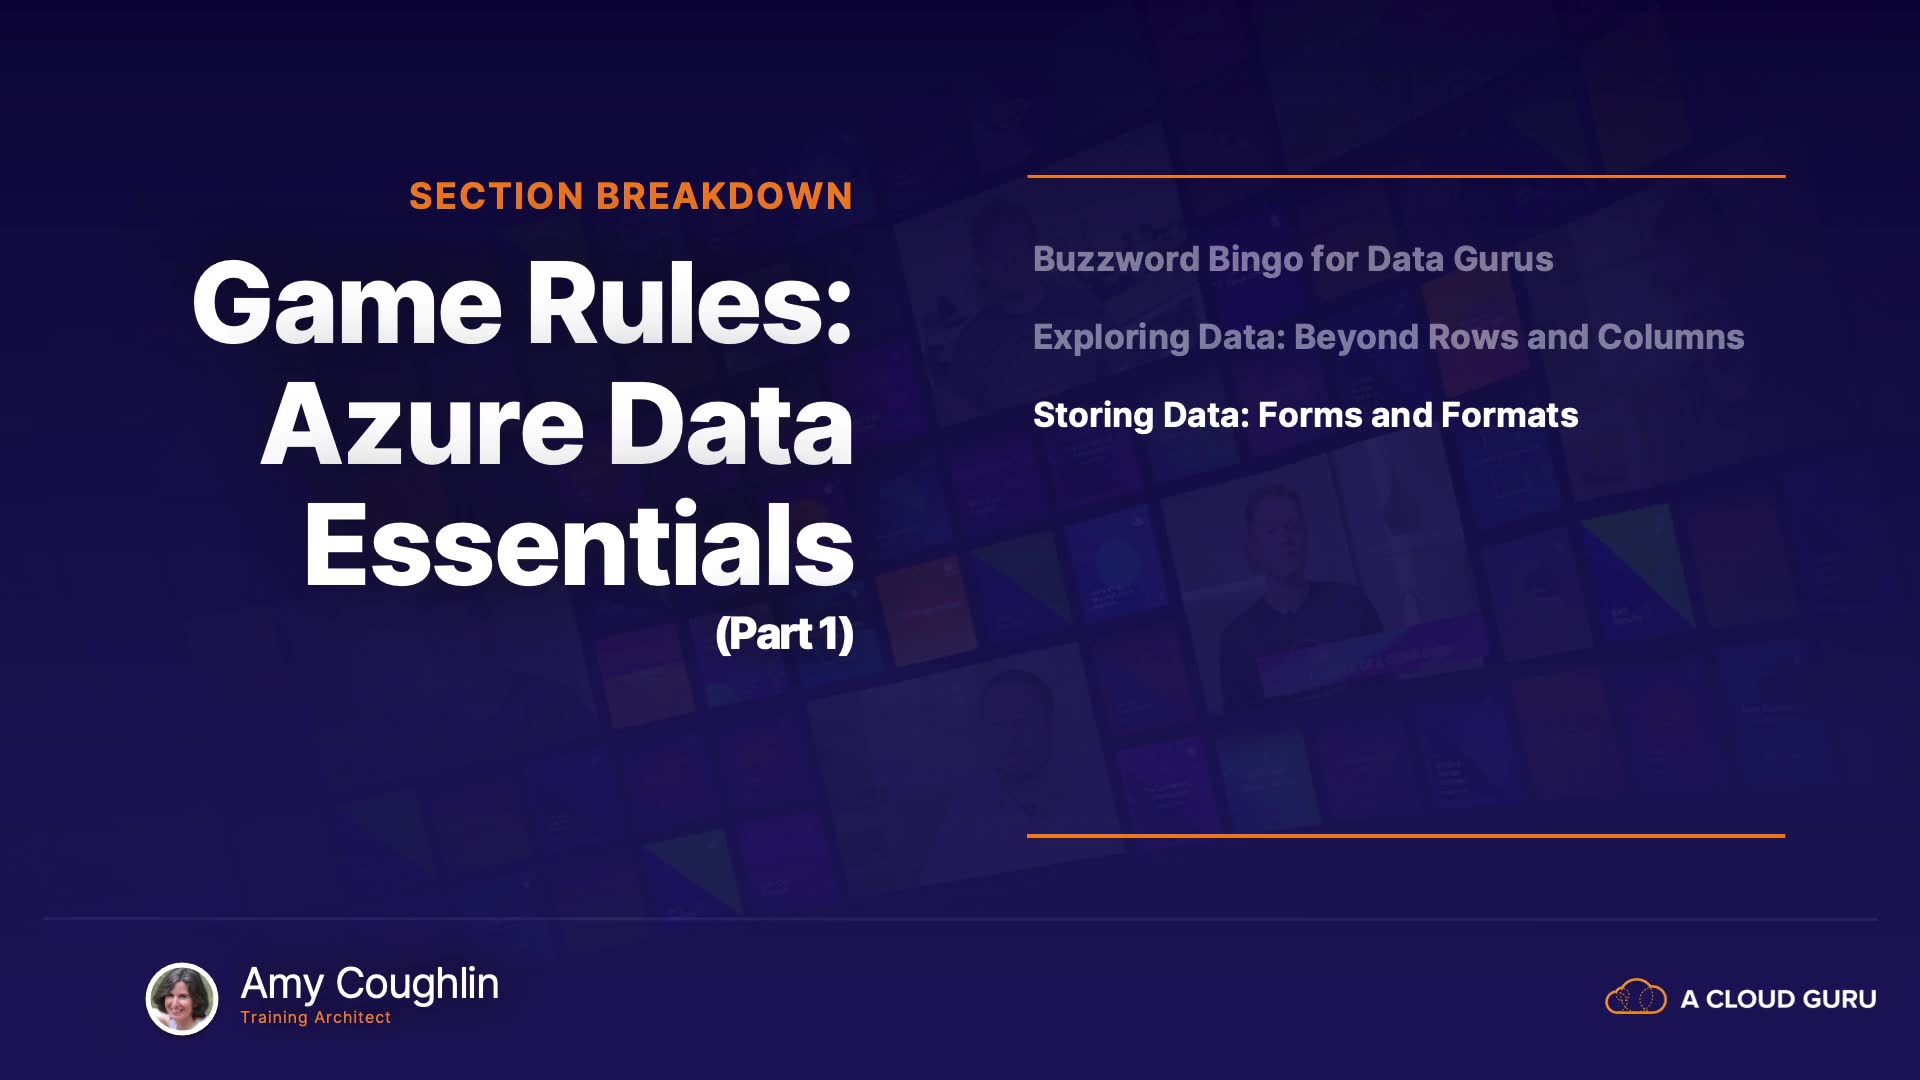 SECTION BREAKDOWN
Game Rules:
Azure Data
Essentials
(Part 1)
Buzzword Bingo for Data Gurus
Exploring Data: Beyond Rows and Columns
Storing Data: Forms and Formats
Amy Coughlin
Training Architect
A CLOUD GURU